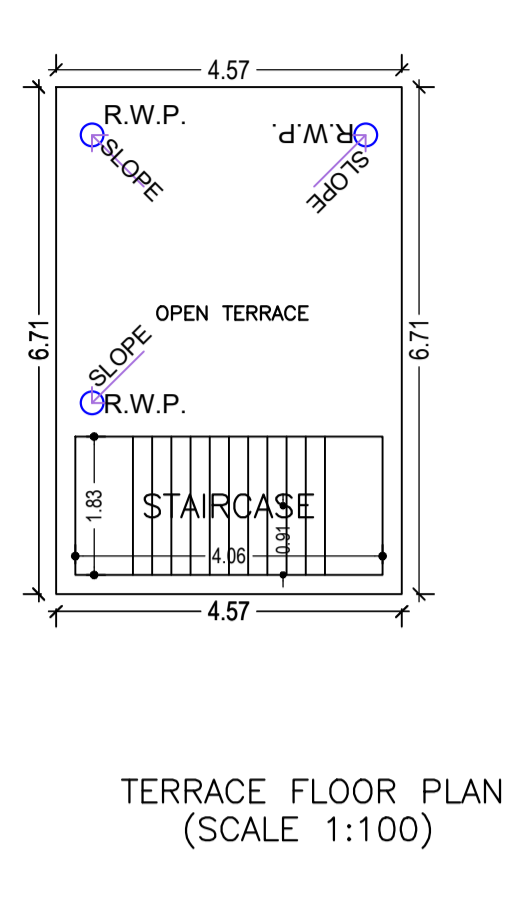 4.57
R.W.P.
R.W.P.
SLOPE
SLOPE
6.71
6.71
OPEN TERRACE
SLOPE
R.W.P.
1.83
STAIRCASE
0.91
4.06
4.57
TERRACE FLOOR PLAN
(SCALE 1:100)